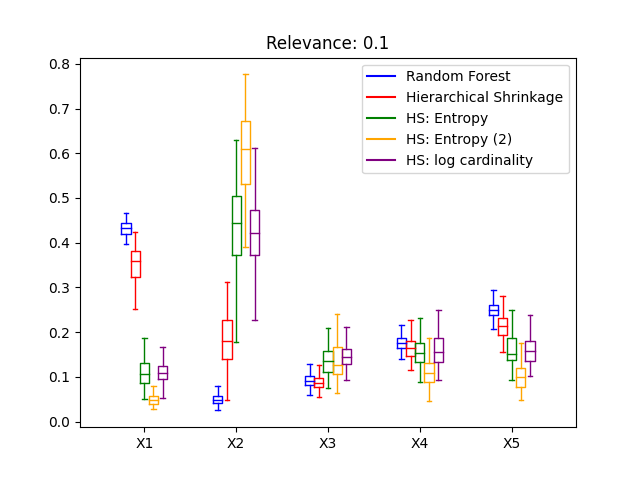 Relevance: 0.1
0.8
0.7
0.6
0.5
0.4
0.3
0.2
0.1
0.0
Random Forest
Hierarchical Shrinkage
HS: Entropy
HS: Entropy (2)
HS: log cardinality
X1 X2 X3 X4 X5